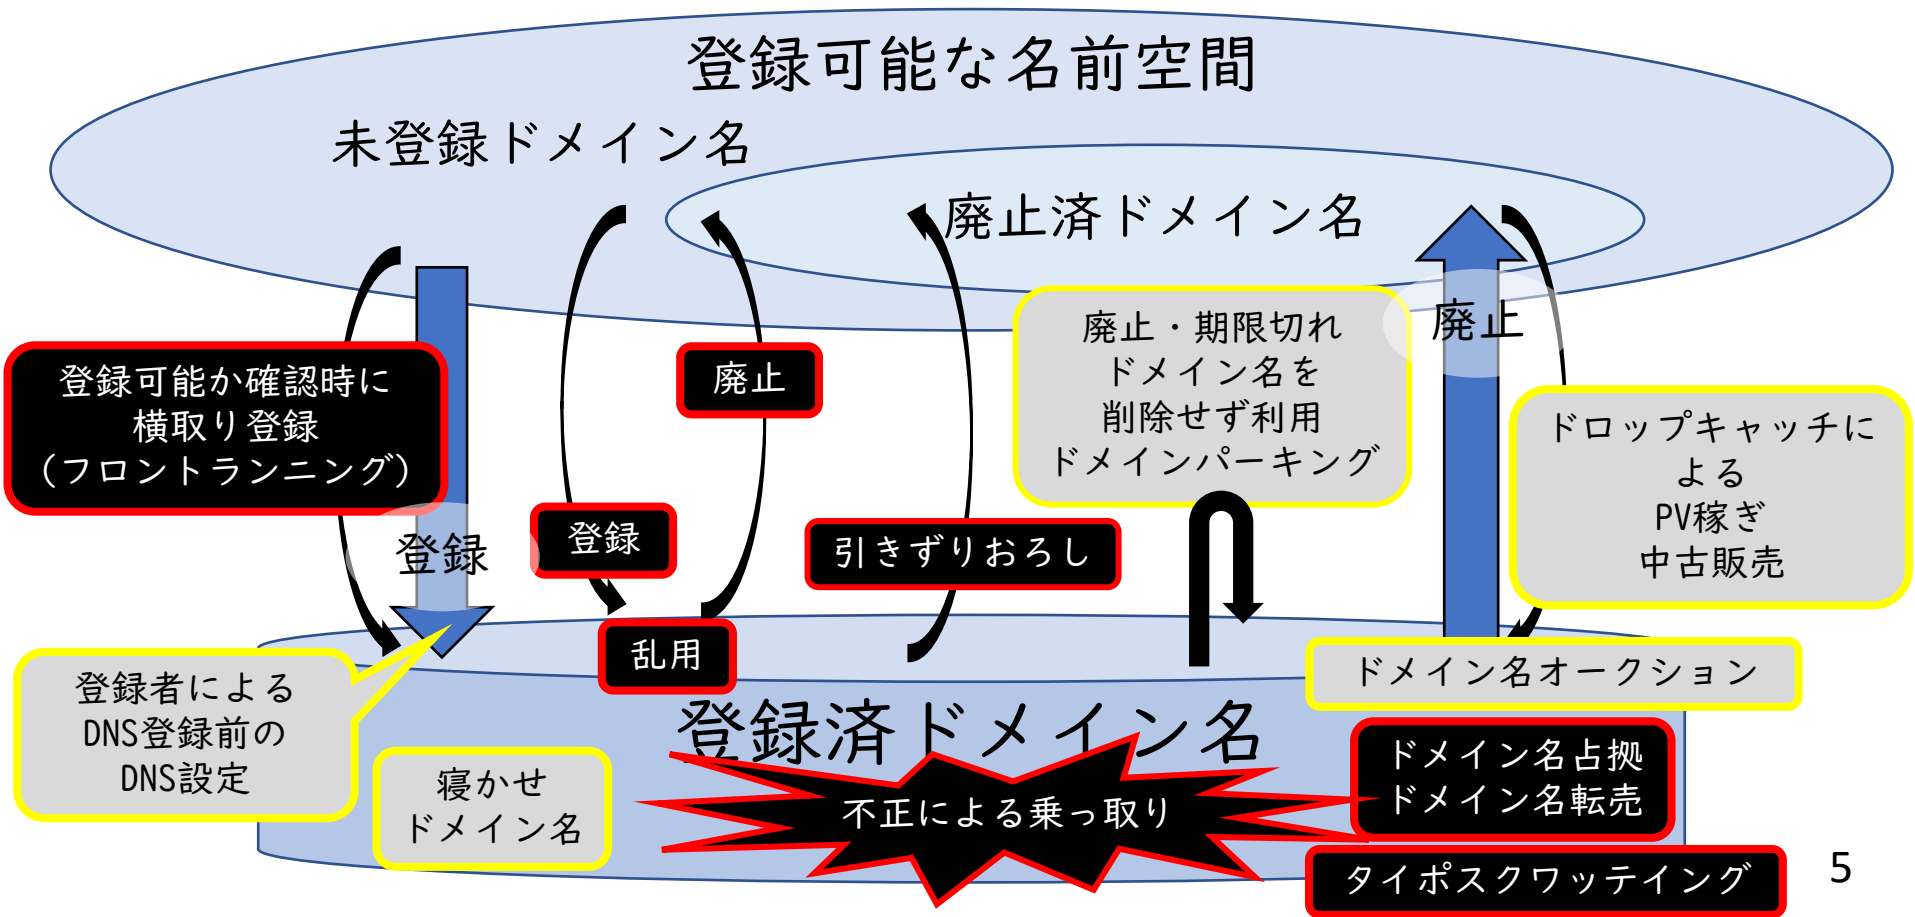 登録可能な名前空間
未登録ドメイン名
廃止済ドメイン名
廃止・期限切れ
ドメイン名を
削除せず利用
ドメインパーキング
廃止
登録可能か確認時に
横取り登録
(フロントランニング)
廃止
ドロップキャッチに
よる
PV稼ぎ
中古販売
登録
登録
引きずりおろし
乱用
登録者による
DNS登録前の
DNS設定
ドメイン名オークション
登録済ドメイン名
寝かせ
ドメイン名
不正による乗っ取り
ドメイン名占拠
ドメイン名転売
タイポスクワッテイング
5